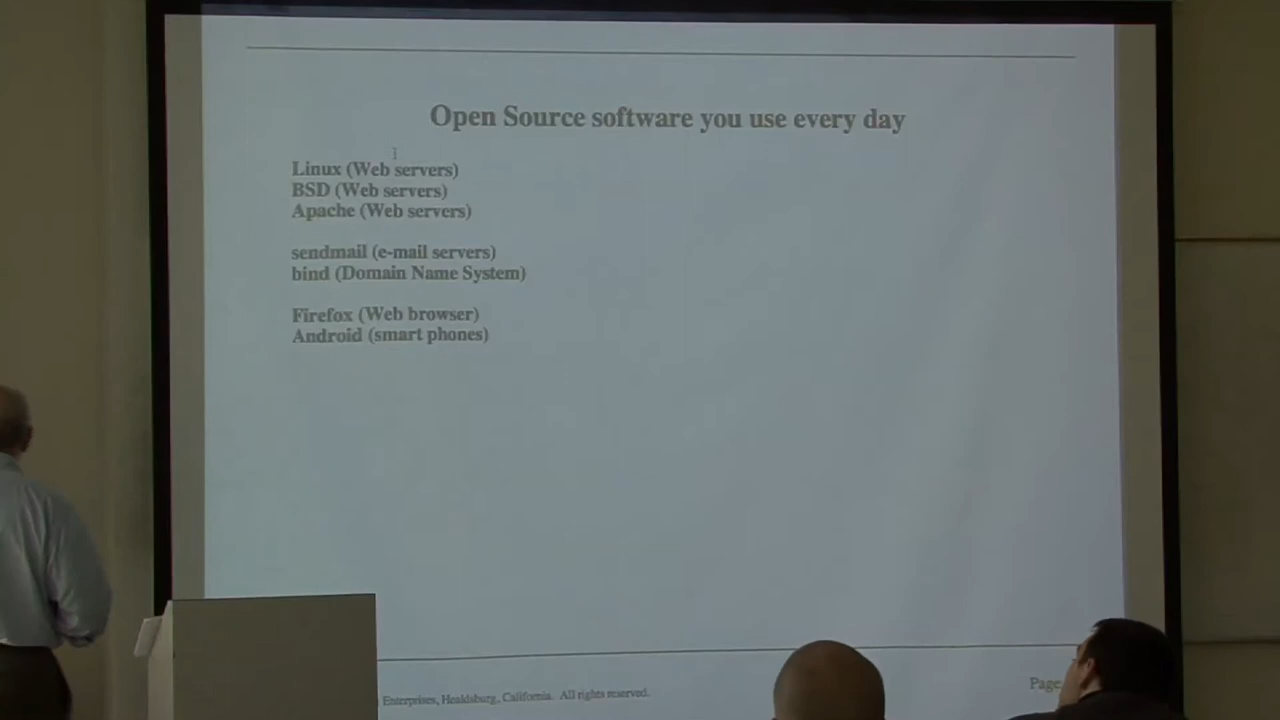 Open Source software you use every day
Linux (Web servers)
BSD (Web servers)
Apache (Web servers)
sendmail (e-mail servers)
bind (Domain Name System)
Firefox (Web browser)
Android (smart phones)
Enterprises, Healdsburg, California. All rights reserved.
Page